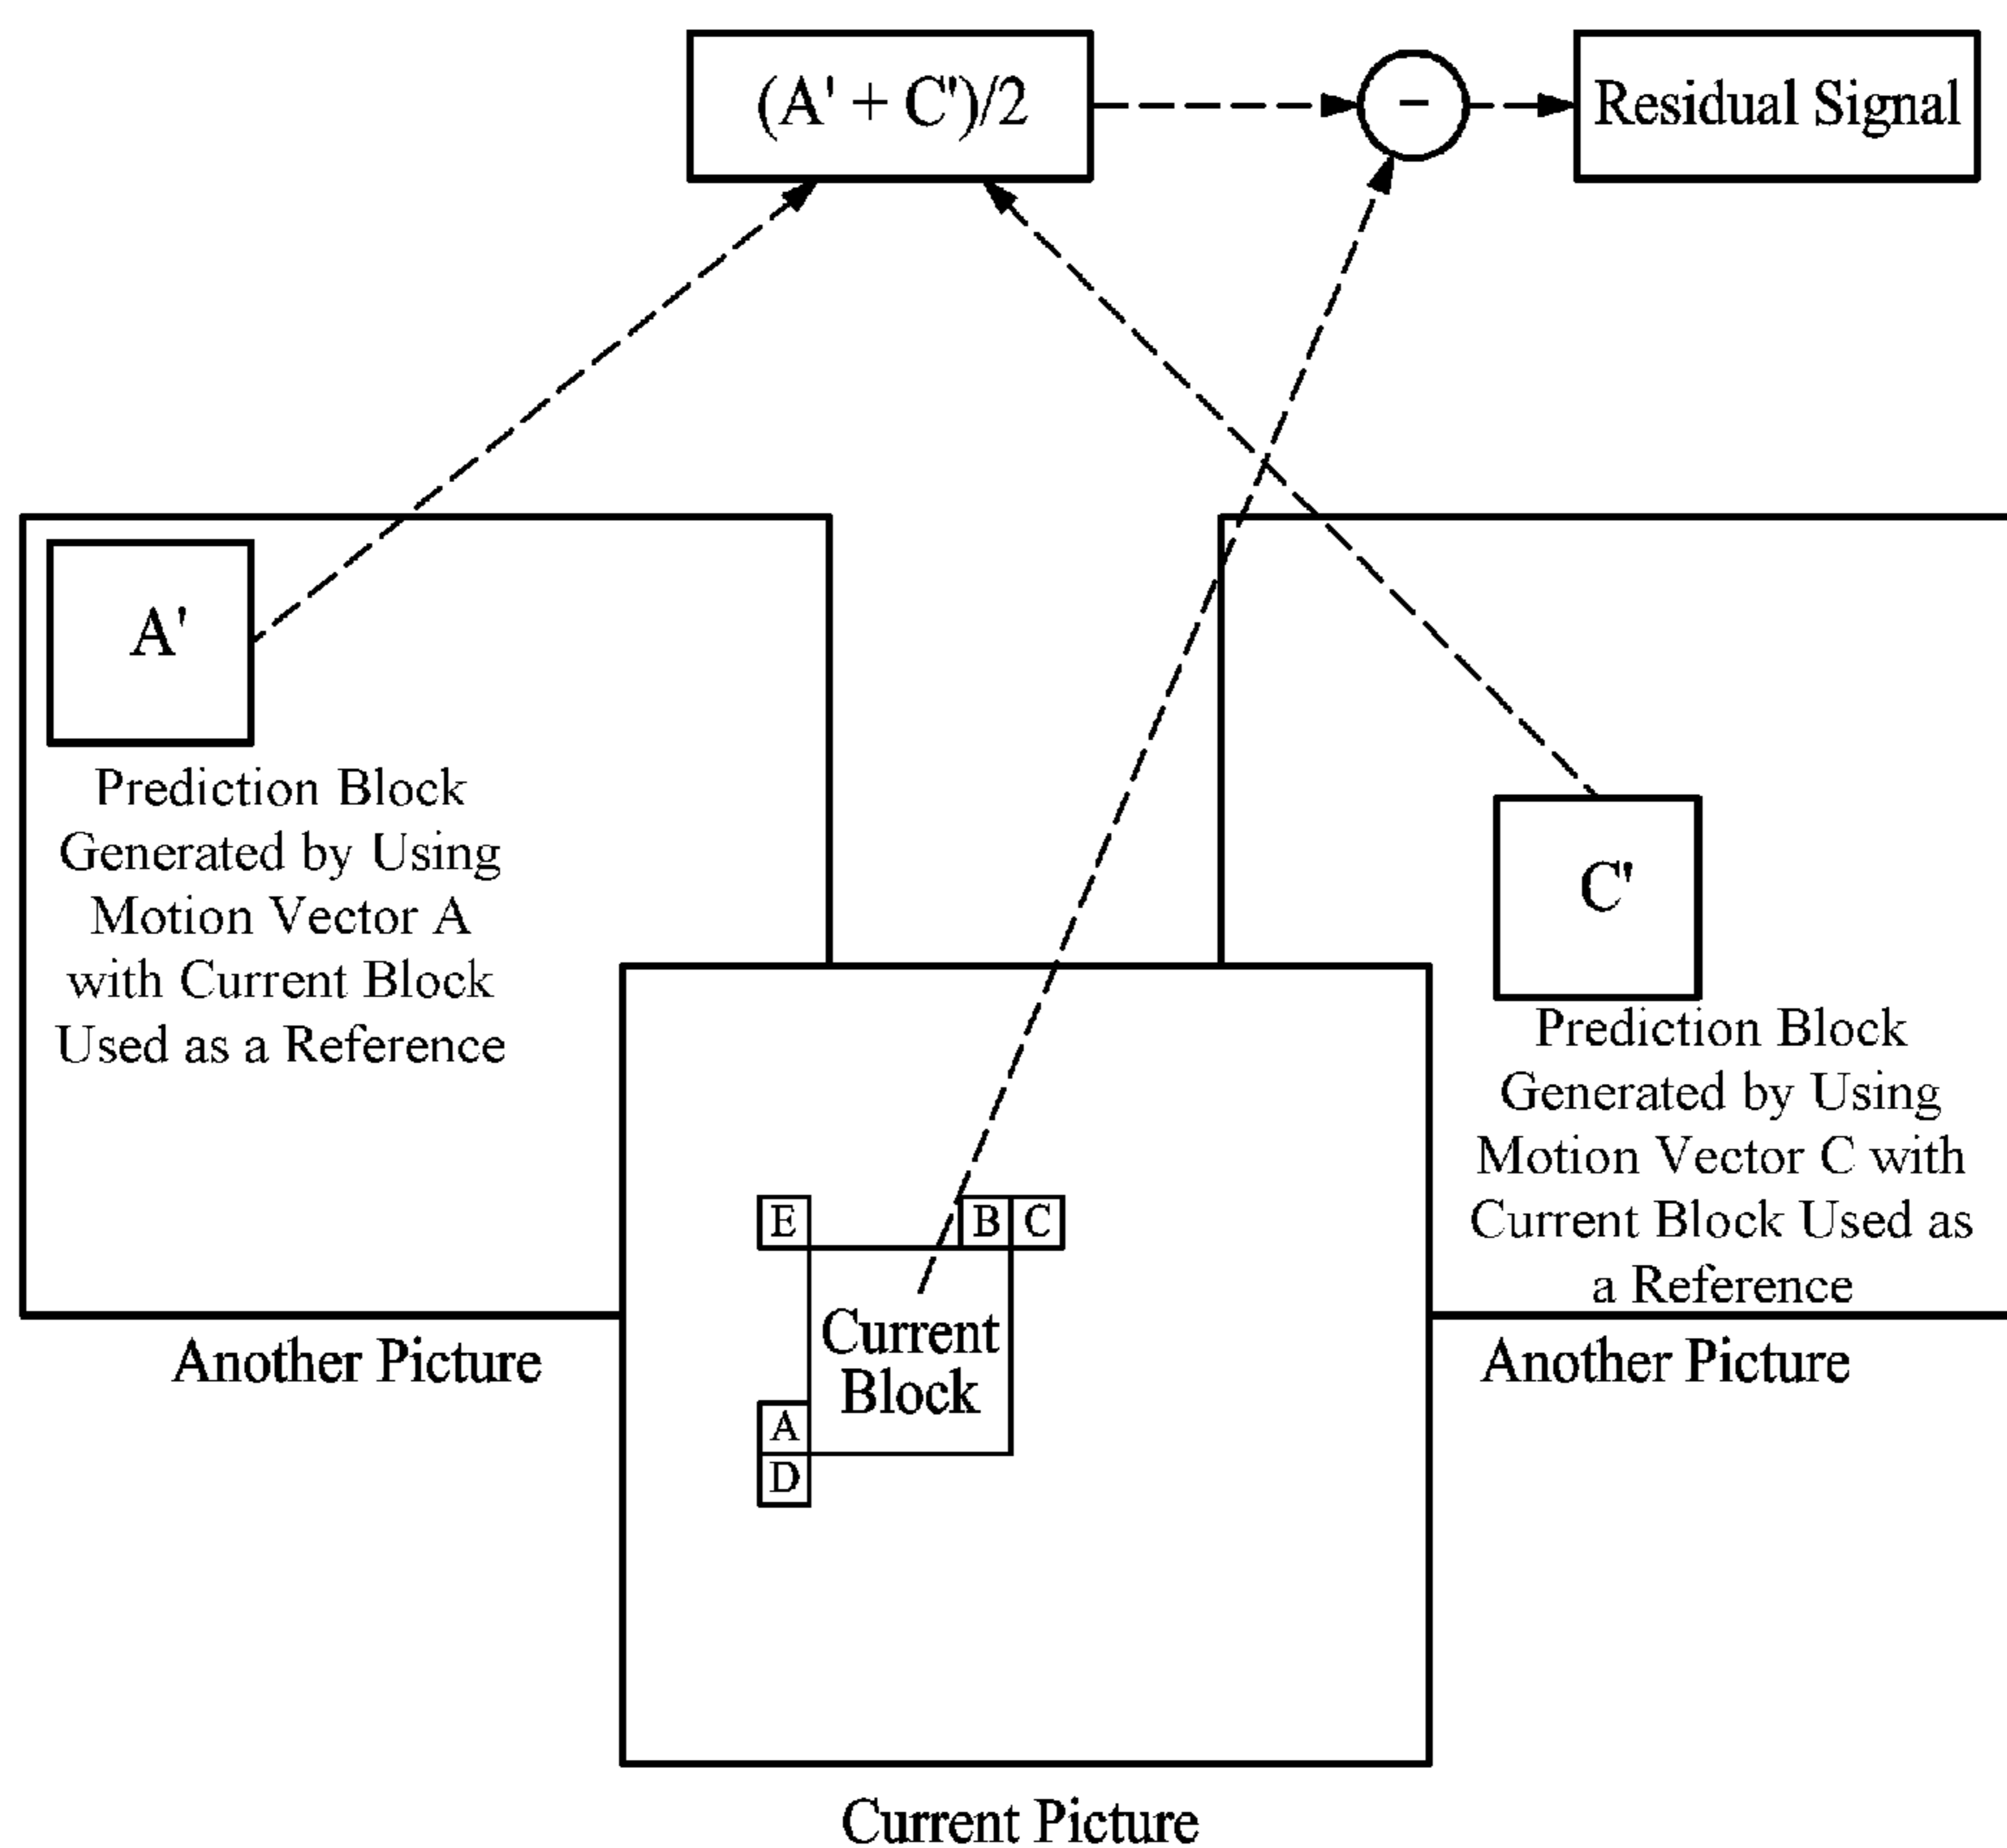 (A' + C')/2
-
Residual Signal
A'
Prediction Block
Generated by Using
Motion Vector A
with Current Block
Used as a Reference
C'
Prediction Block
Generated by Using
Motion Vector C with
Current Block Used as
a Reference
E
B
C
Current
Block
A
D
Another Picture
Another Picture
Current Picture